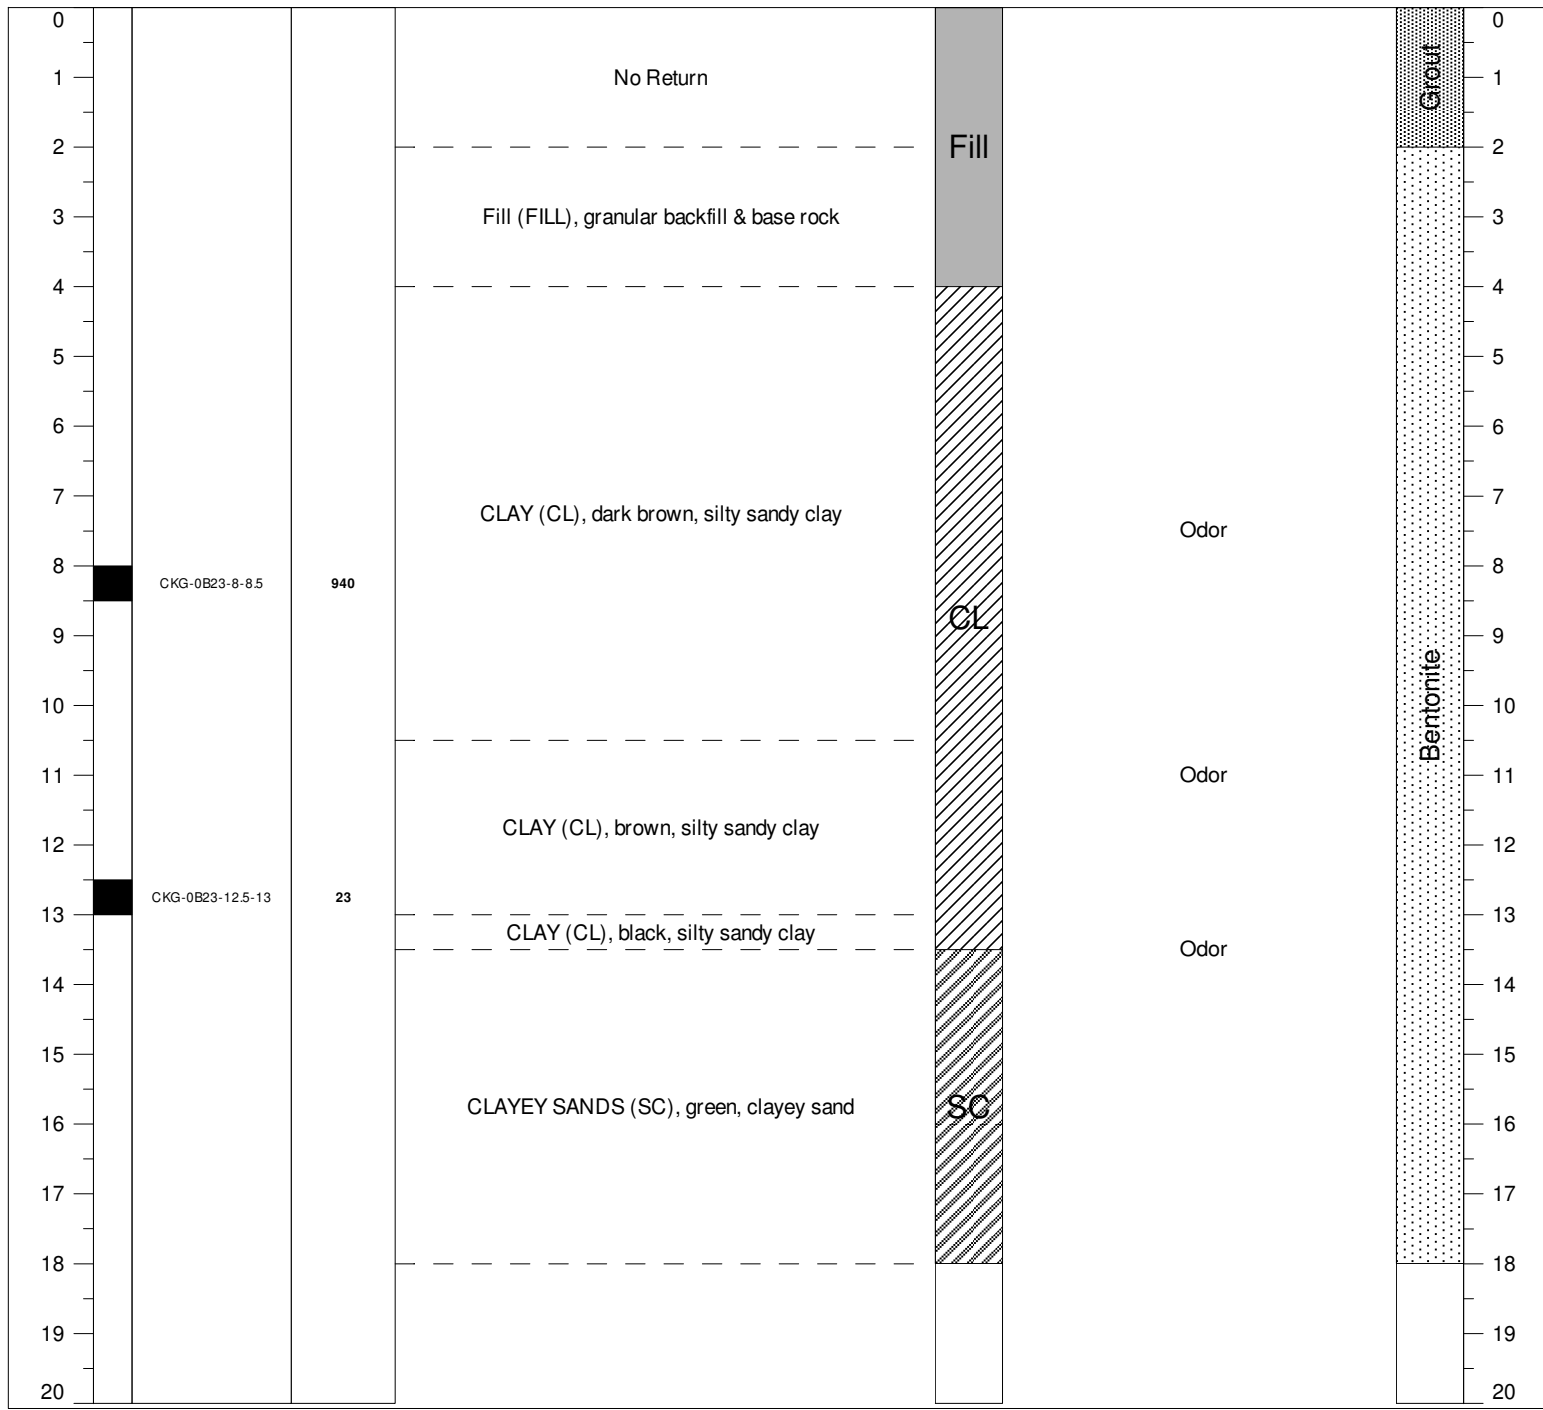 0
0
1
No Return
Grout
1
2
Fill
2
3
Fill (FILL), granular backfill & base rock
3
4
4
5
5
6
6
7
CLAY (CL), dark brown, silty sandy clay
Odor
7
8
8
CKG-0B23-8-8.5
940
CL
9
9
Bentonite
10
10
11
Odor
11
12
CLAY (CL), brown, silty sandy clay
12
CKG-0B23-12.5-13
23
13
13
CLAY (CL), black, silty sandy clay
Odor
14
14
15
15
CLAYEY SANDS (SC), green, clayey sand
SC
16
16
17
17
18
18
19
19
20
20